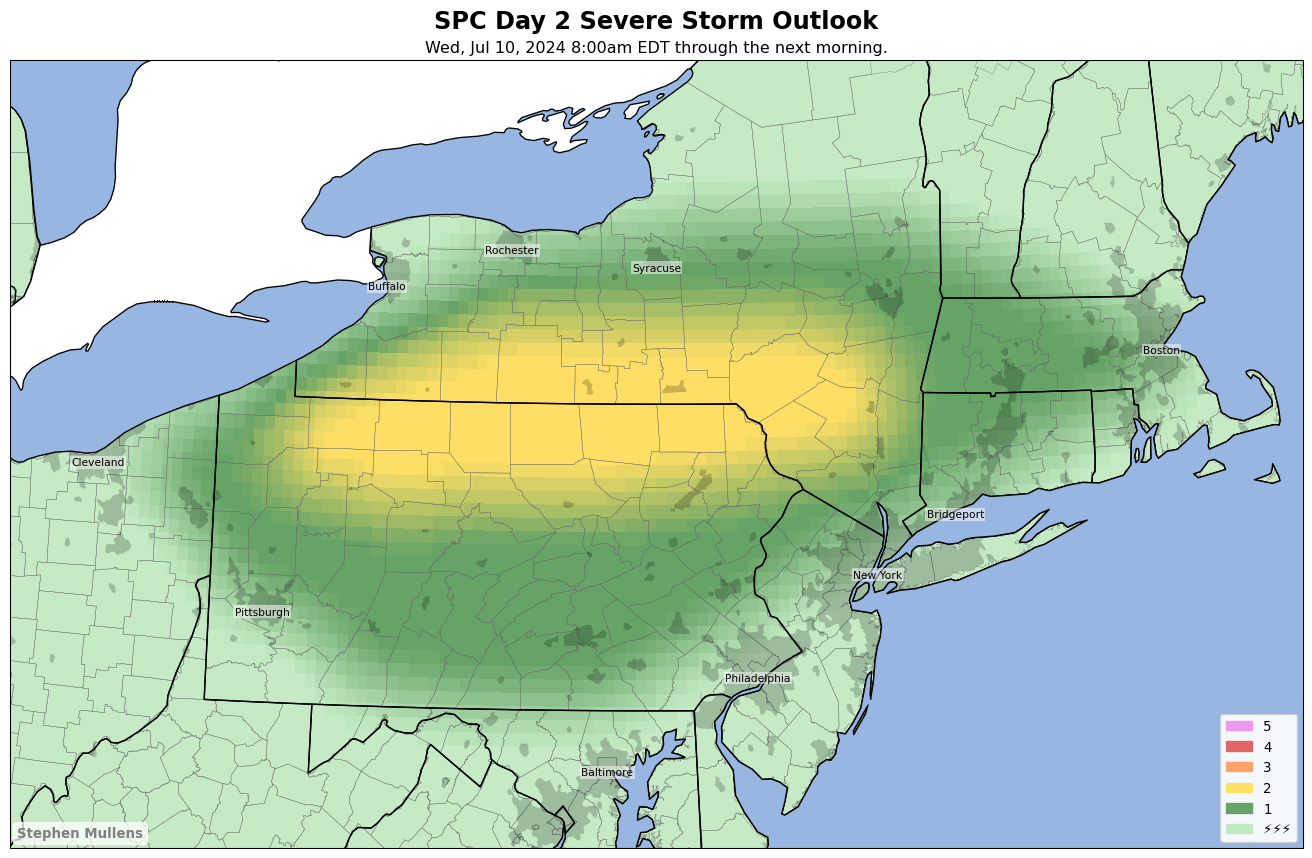 SPC Day 2 Severe Storm Outlook
Wed, Jul 10, 2024 8:00am EDT through the next morning.
Rochester
Syracuse
Buffalo
Boston
Cleveland
Bridgeport
New York
Pittsburgh
Philadelphia
Baltimore
5
4
3
2
1
⚡⚡⚡
Stephen Mullens